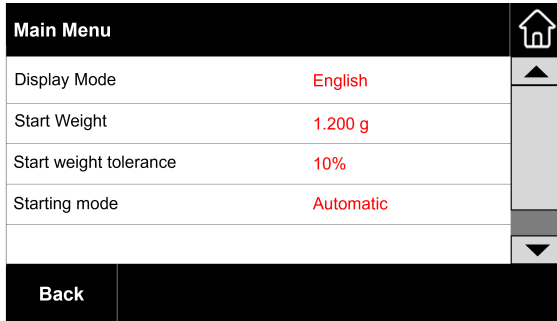 Main Menu
Display Mode English
Start Weight 1.200 g
Start weight tolerance 10%
Starting mode Automatic
Back